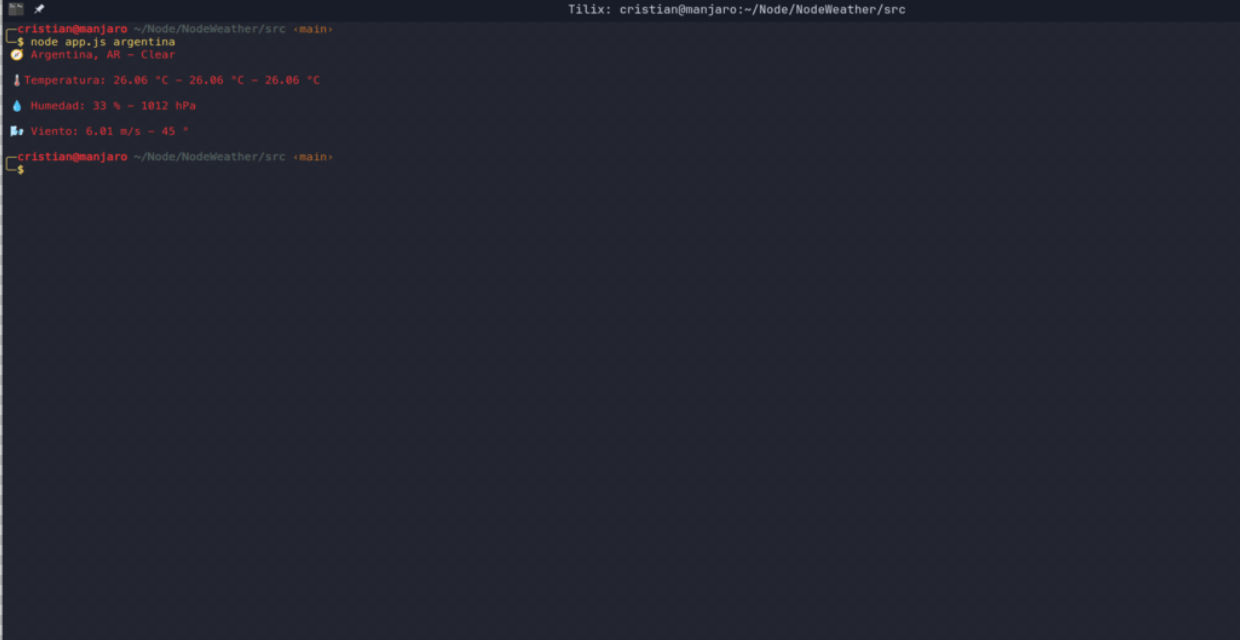 Tilix: cristian@manjaro:~/Node/NodeWeather/src
cristian@manjaro ~/Node/NodeWeather/src ‹main›
$ node app.js argentina
🧭 Argentina, AR - Clear
🌡️Temperatura: 26.06 °C - 26.06 °C - 26.06 °C
💧 Humedad: 33 % - 1012 hPa
🌬️ Viento: 6.01 m/s - 45 °
cristian@manjaro ~/Node/NodeWeather/src ‹main›
$